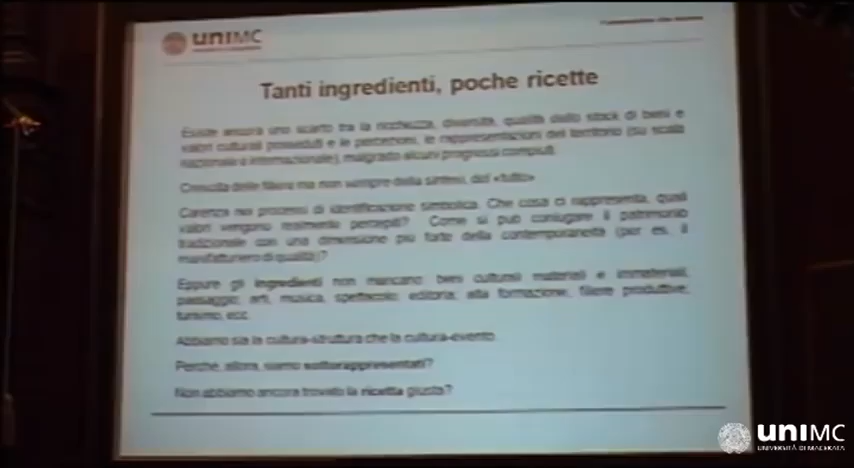 uniMC
l'umanesimo che innova
Tanti ingredienti, poche ricette
Esiste ancora uno scarto tra la ricchezza, diversità, qualità dello stock di beni e
valori culturali posseduti e le percezioni, le rappresentazioni del territorio (su scala
nazionale e internazionale), malgrado alcuni progressi compiuti.
Crescita delle filiere ma non sempre della sintesi, del «tutto»
Carenza nei processi di identificazione simbolica. Che cosa ci rappresenta, quali
valori vengono realmente percepiti? Come si può coniugare il patrimonio
tradizionale con una dimensione più forte della contemporaneità (per es. il
manifatturiero di qualità)?
Eppure gli ingredienti non mancano: beni culturali materiali e immateriali,
paesaggio, arti, musica, spettacolo, editoria, alta formazione, filiere produttive,
turismo, ecc.
Abbiamo sia la cultura-struttura che la cultura-evento.
Perché, allora, siamo sottorappresentati?
Non abbiamo ancora trovato la ricetta giusta?
uniMC
UNIVERSITÀ DI MACERATA